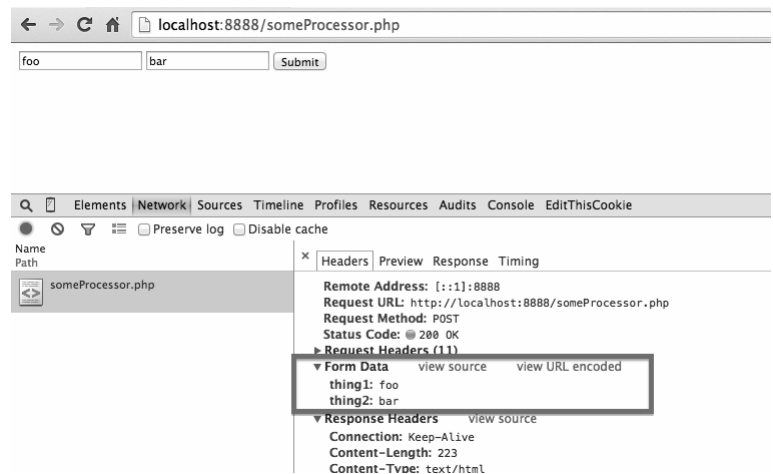 localhost:8888/someProcessor.php
foo bar Submit
Elements Network Sources Timeline Profiles Resources Audits Console EditThisCookie
Preserve log Disable cache
Name
Path
× Headers Preview Response Timing
someProcessor.php
Remote Address: [::1]:8888
Request URL: http://localhost:8888/someProcessor.php
Request Method: POST
Status Code: 200 OK
Request Headers (11)
Form Data view source view URL encoded
thing1: foo
thing2: bar
Response Headers view source
Connection: Keep-Alive
Content-Length: 223
Content-Type: text/html